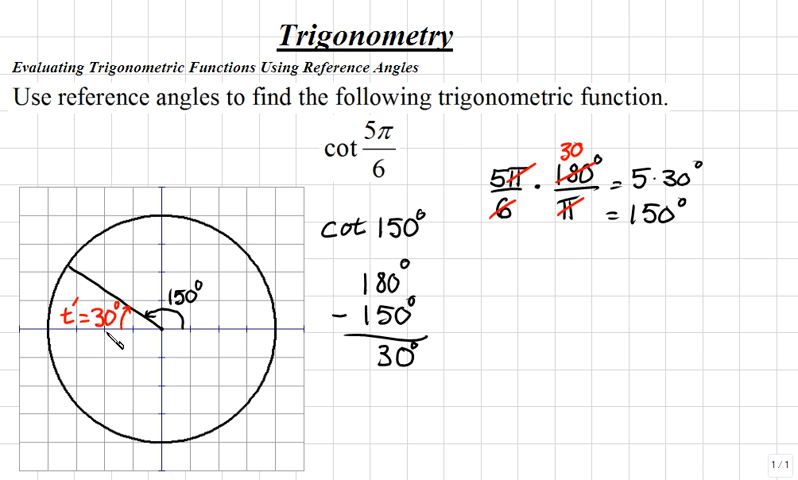 Trigonometry
Evaluating Trigonometric Functions Using Reference Angles
Use reference angles to find the following trigonometric function.
cot 5π/6
5π/6 · 180°/π = 5·30°
30
= 150°
cot 150°
180°
- 150°
30°
150°
t' = 30°
1 / 1